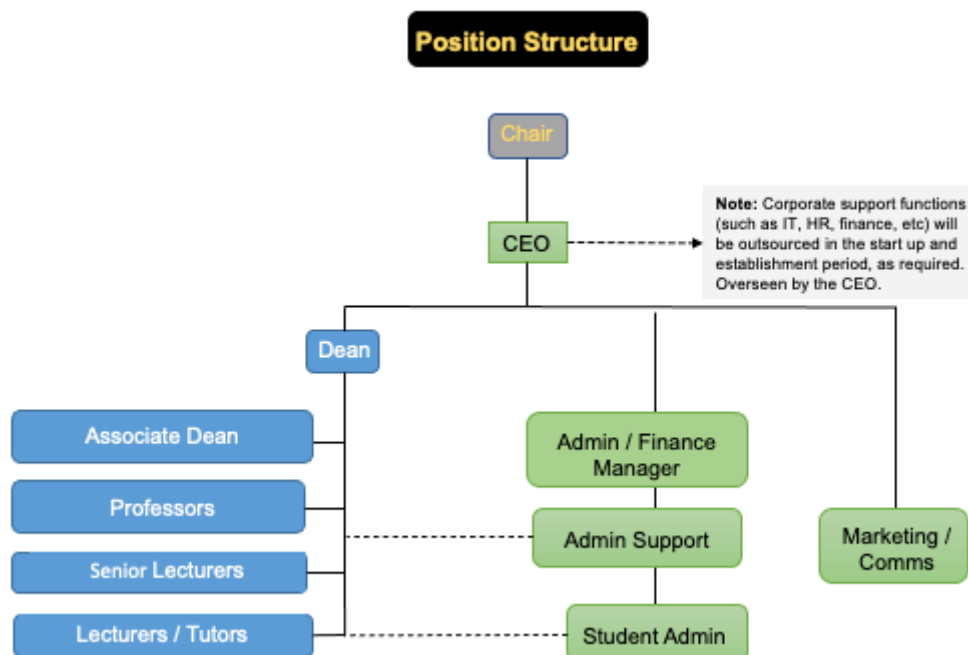 Position Structure
Chair
CEO
Note: Corporate support functions
(such as IT, HR, finance, etc) will
be outsourced in the start up and
establishment period, as required.
Overseen by the CEO.
Dean
Associate Dean
Professors
Senior Lecturers
Lecturers / Tutors
Admin / Finance
Manager
Admin Support
Student Admin
Marketing /
Comms